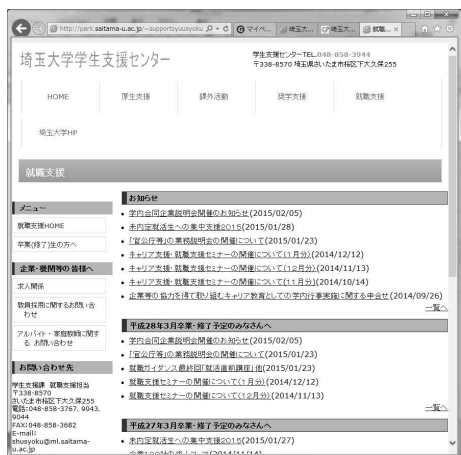 http://park.saitama-u.ac.jp/~supportsyuusyoku
マイペ...
埼玉大...
埼玉大...
就職...
埼玉大学学生支援センター
学生支援センターTEL.048-858-3944
〒338-8570 埼玉県さいたま市桜区下大久保255
HOME
厚生支援
課外活動
奨学支援
就職支援
埼玉大学HP
就職支援
メニュー
就職支援HOME
卒業(修了)生の方へ
企業・機関等の皆様へ
求人関係
教員採用に関するお問い合
わせ
アルバイト・家庭教師に関す
る お問い合わせ
お問い合わせ先
学生支援課 就職支援担当
〒338-8570
さいたま市桜区下大久保255
電話:048-858-3767、9043、
9044
FAX:048-858-3682
E-mail:
shusyoku@ml.saitama-
u.ac.jp
お知らせ
学内合同企業説明会開催のお知らせ(2015/02/05)
未内定就活生への集中支援2015(2015/01/28)
「官公庁等」の業務説明会の開催について(2015/01/23)
キャリア支援・就職支援セミナーの開催について(1月分)(2014/12/12)
キャリア支援・就職支援セミナーの開催について(12月分)(2014/11/13)
キャリア支援・就職支援セミナーの開催について(11月分)(2014/10/14)
企業等の協力を得て取り組むキャリア教育としての学内行事実施に関する申合せ(2014/09/26)
一覧へ
平成28年3月卒業・修了予定のみなさんへ
学内合同企業説明会開催のお知らせ(2015/02/05)
「官公庁等」の業務説明会の開催について(2015/01/23)
就職ガイダンス最終回「就活直前講座」他(2015/01/23)
就職支援セミナーの開催について(1月分)(2014/12/12)
就職支援セミナーの開催について(12月分)(2014/11/13)
一覧へ
平成27年3月卒業・修了予定のみなさんへ
未内定就活生への集中支援2015(2015/01/27)